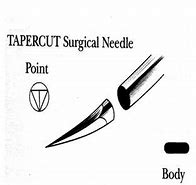 TAPERCUT Surgical Needle
Point
Body